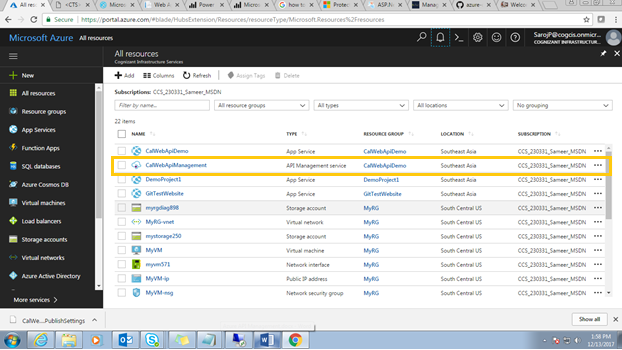 All res
<CTS
Microso
Web A
Power
Micros
how to
Protec
ASP.N
Manag
azure-
Welco
Secure
https://portal.azure.com/#blade/HubsExtension/Resources/resourceType/Microsoft.Resources%2Fresources
Microsoft Azure All resources
SarojP@cogcis.onmicr...
COGNIZANT INFRASTRUCTUR...
All resources
Cognizant Infrastructure Services
New
All resources
Resource groups
App Services
Function Apps
SQL databases
Azure Cosmos DB
Virtual machines
Load balancers
Storage accounts
Virtual networks
Azure Active Directory
More services
Add Columns Refresh Assign Tags Delete
Subscriptions: CCS_230331_Sameer_MSDN
Filter by name... All resource groups All types All locations No grouping
22 items
NAME TYPE RESOURCE GROUP LOCATION SUBSCRIPTION
CalWebApiDemo App Service CalWebApiDemo Southeast Asia CCS_230331_Sameer_MSDN
CalWebApiManagement API Management service CalWebApiDemo Southeast Asia CCS_230331_Sameer_MSDN
DemoProject1 App Service DemoProject1 Southeast Asia CCS_230331_Sameer_MSDN
GitTestWebsite App Service GitTestWebsite Southeast Asia CCS_230331_Sameer_MSDN
myrgdiag898 Storage account MyRG South Central US CCS_230331_Sameer_MSDN
MyRG-vnet Virtual network MyRG South Central US CCS_230331_Sameer_MSDN
mystorage250 Storage account MyRG South Central US CCS_230331_Sameer_MSDN
MyVM Virtual machine MyRG South Central US CCS_230331_Sameer_MSDN
myvm571 Network interface MyRG South Central US CCS_230331_Sameer_MSDN
MyVM-ip Public IP address MyRG South Central US CCS_230331_Sameer_MSDN
MyVM-nsg Network security group MyRG South Central US CCS_230331_Sameer_MSDN
CalWe....PublishSettings
Show all
1:58 PM
12/13/2017